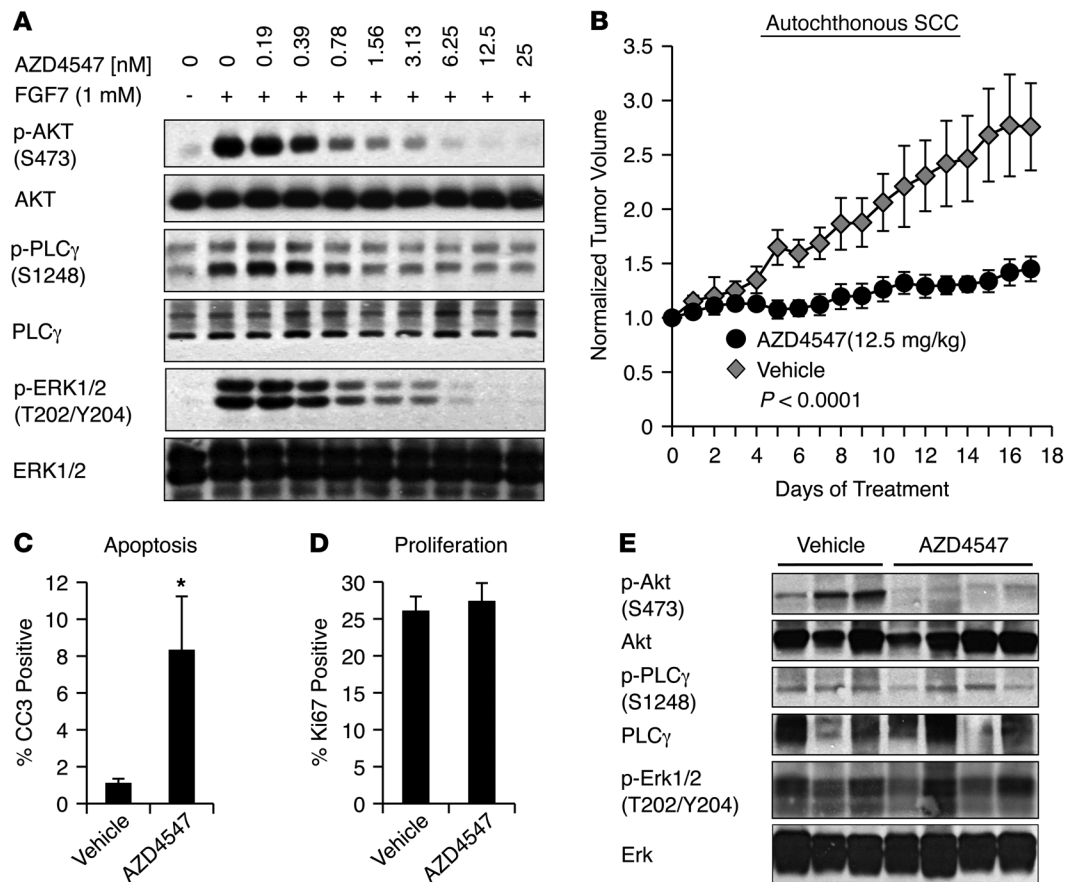 A
AZD4547 [nM] 0 0 0.19 0.39 0.78 1.56 3.13 6.25 12.5 25
FGF7 (1 mM) - + + + + + + + + +
p-AKT
(S473)
AKT
p-PLCγ
(S1248)
PLCγ
p-ERK1/2
(T202/Y204)
ERK1/2
B
Autochthonous SCC
Normalized Tumor Volume
3.5
3.0
2.5
2.0
1.5
1.0
0.5
0
AZD4547(12.5 mg/kg)
Vehicle
P < 0.0001
0 2 4 6 8 10 12 14 16 18
Days of Treatment
C
Apoptosis
% CC3 Positive
12
10
8
6
4
2
0
*
Vehicle
AZD4547
D
Proliferation
% Ki67 Positive
30
25
20
15
10
5
0
Vehicle
AZD4547
E
Vehicle AZD4547
p-Akt
(S473)
Akt
p-PLCγ
(S1248)
PLCγ
p-Erk1/2
(T202/Y204)
Erk